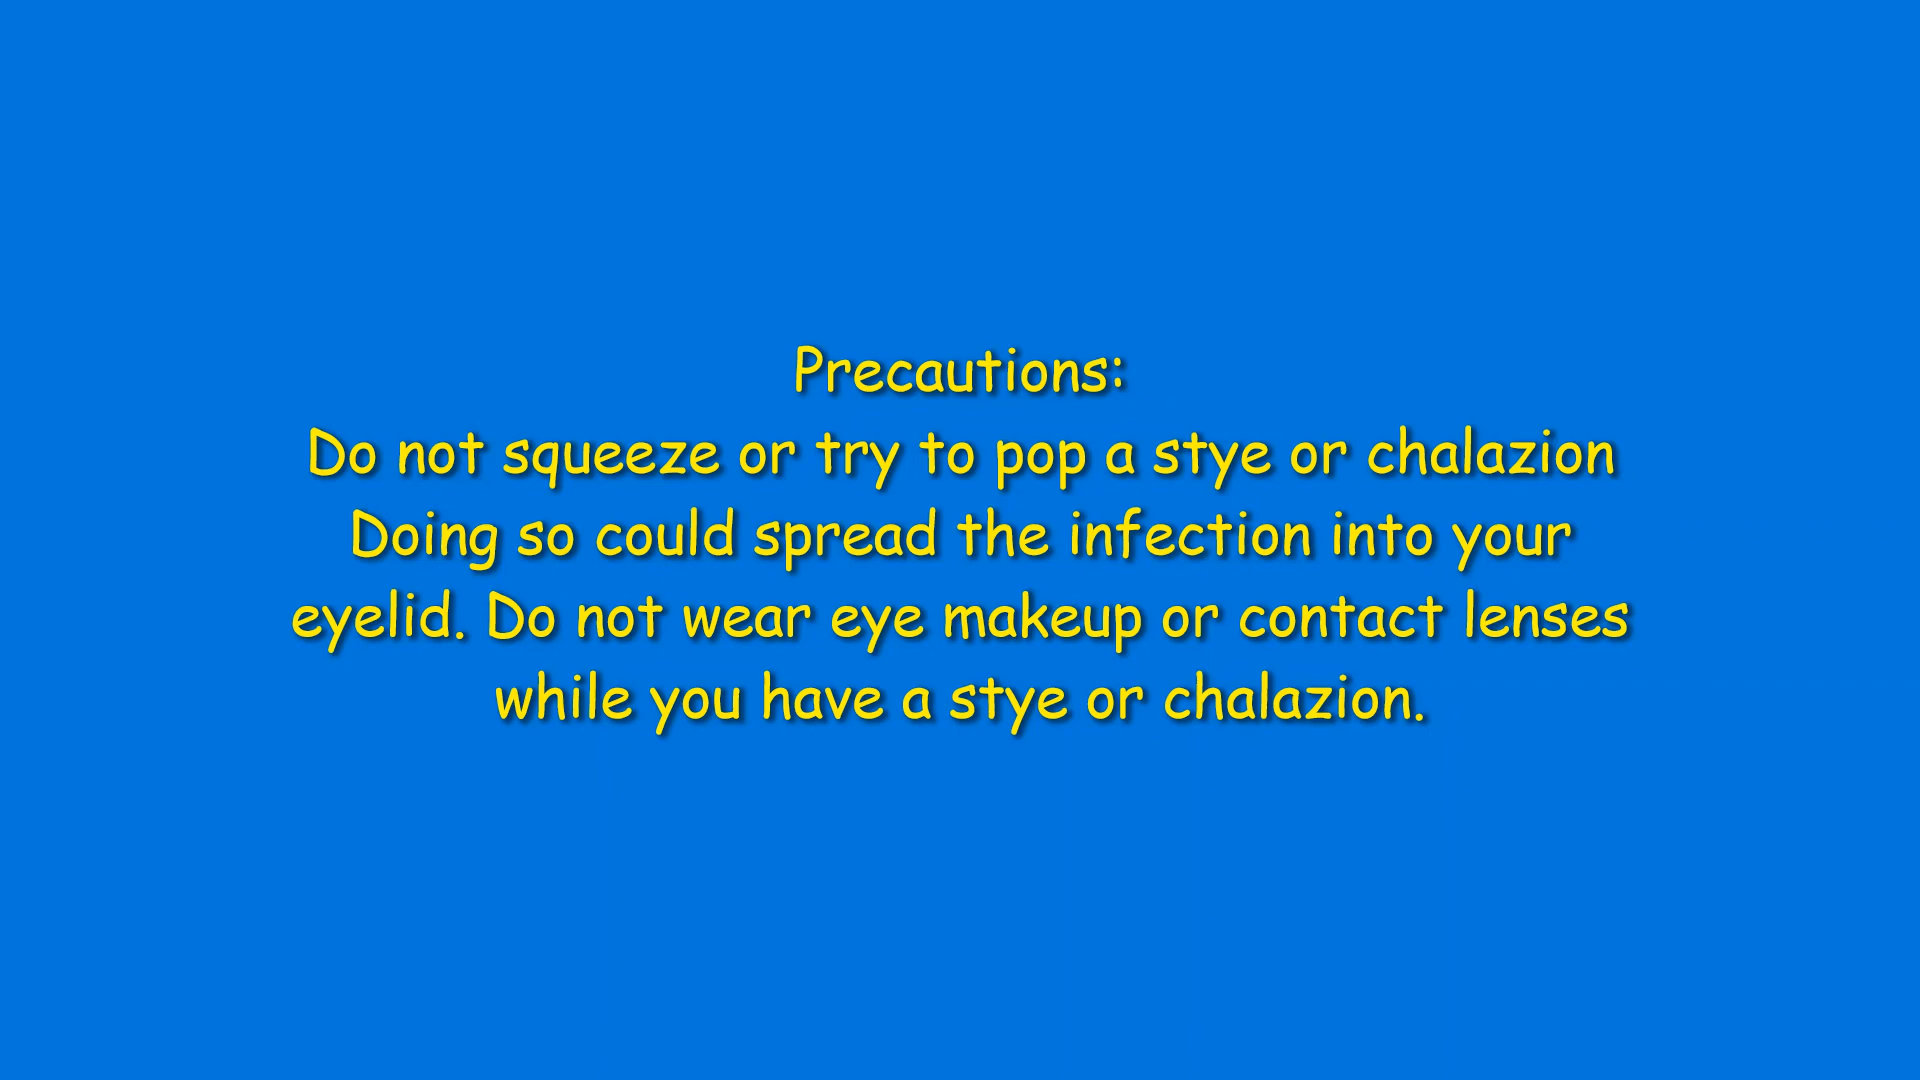 Precautions:
Do not squeeze or try to pop a stye or chalazion
Doing so could spread the infection into your
eyelid. Do not wear eye makeup or contact lenses
while you have a stye or chalazion.